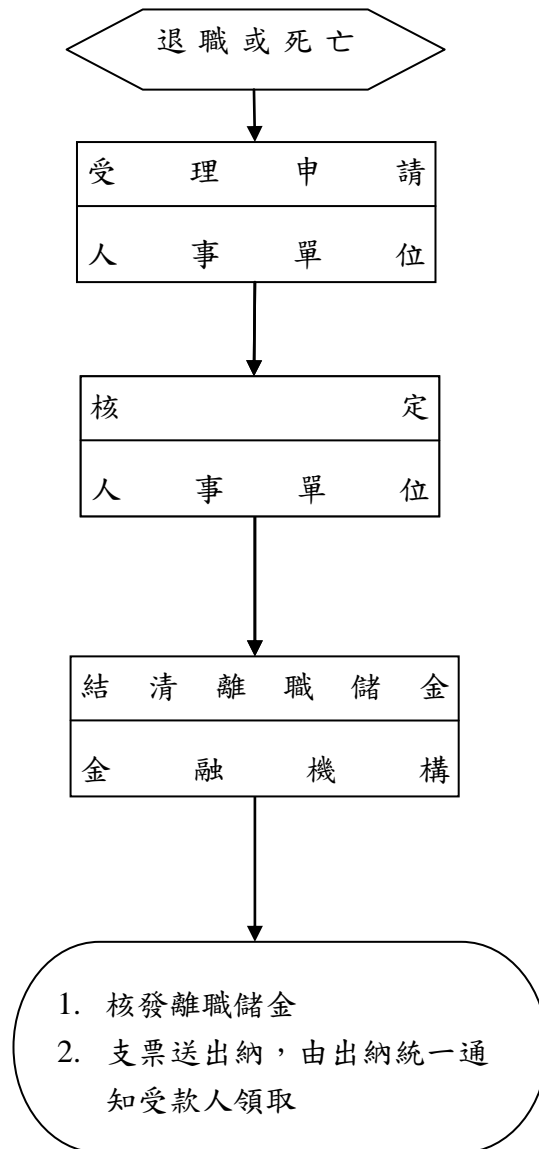 退職或死亡
受理申請
人事單位
核定
人事單位
結清離職儲金
金融機構
1. 核發離職儲金
2. 支票送出納，由出納統一通
知受款人領取